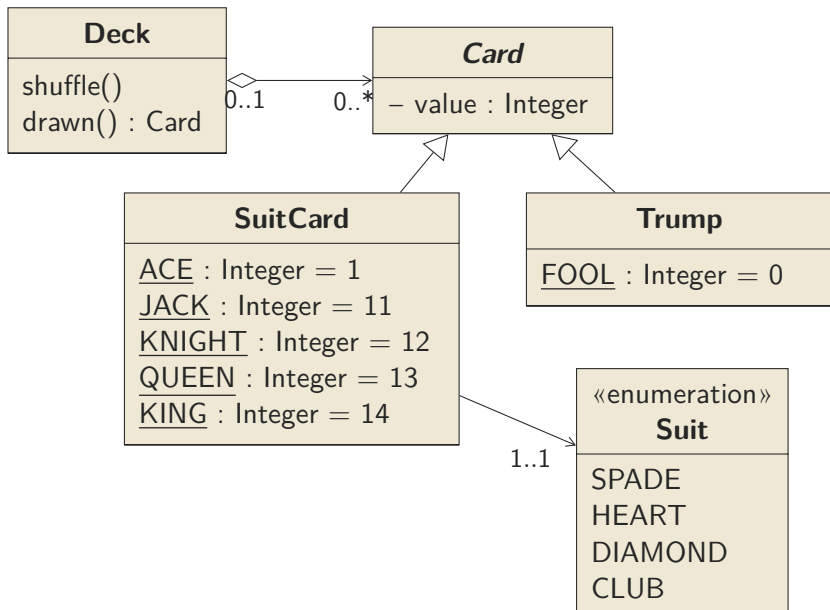 Deck
shuffle()
drawn() : Card
0..1
0..*
Card
– value : Integer
SuitCard
ACE : Integer = 1
JACK : Integer = 11
KNIGHT : Integer = 12
QUEEN : Integer = 13
KING : Integer = 14
Trump
FOOL : Integer = 0
1..1
«enumeration»
Suit
SPADE
HEART
DIAMOND
CLUB